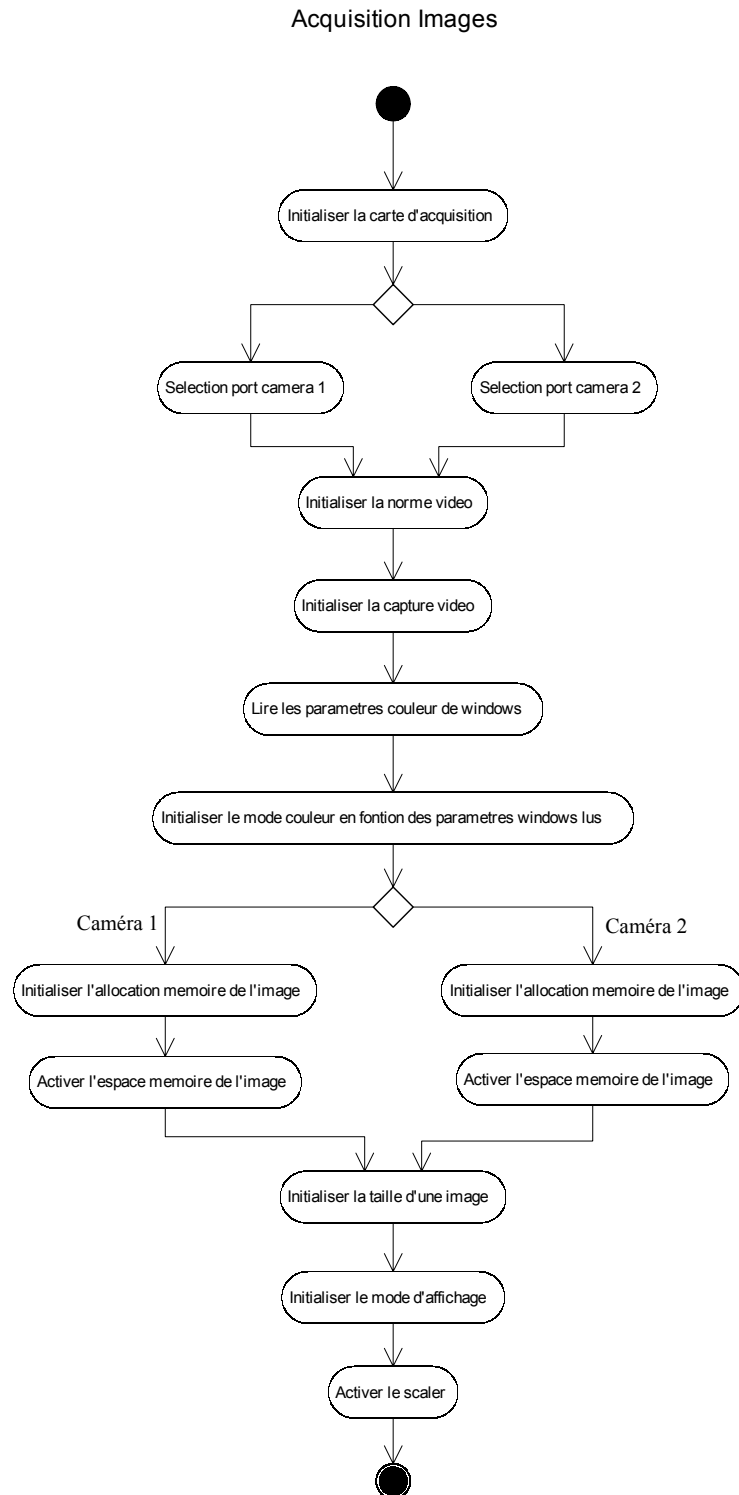 Acquisition Images
Initialiser la carte d'acquisition
Selection port camera 1
Selection port camera 2
Initialiser la norme video
Initialiser la capture video
Lire les parametres couleur de windows
Initialiser le mode couleur en fontion des parametres windows lus
Caméra 1
Caméra 2
Initialiser l'allocation memoire de l'image
Initialiser l'allocation memoire de l'image
Activer l'espace memoire de l'image
Activer l'espace memoire de l'image
Initialiser la taille d'une image
Initialiser le mode d'affichage
Activer le scaler